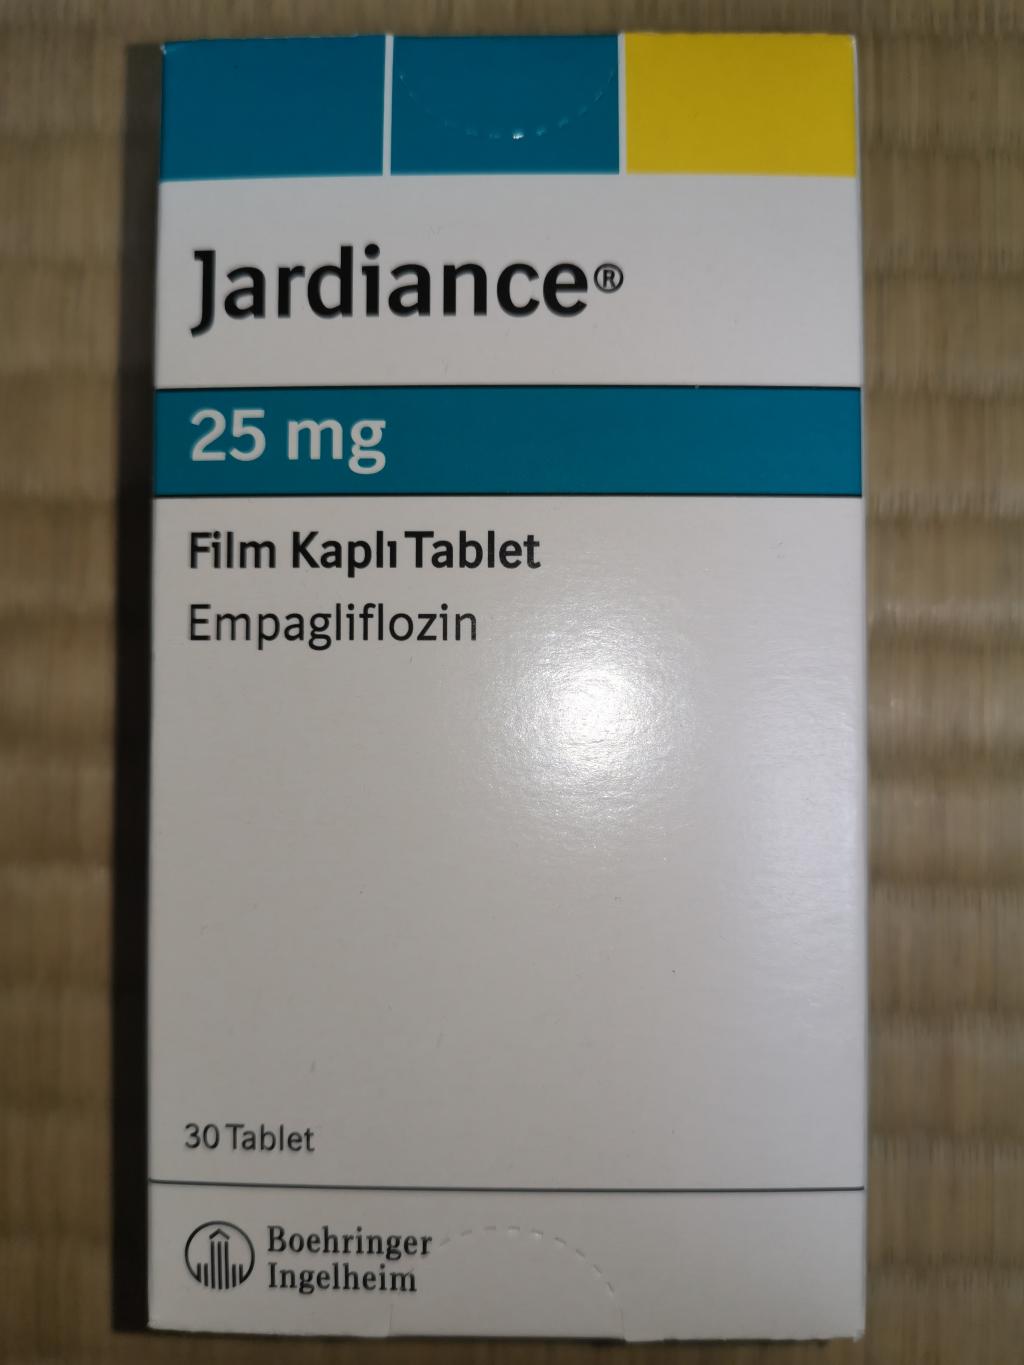 Jardiance®
25 mg
Film Kaplı Tablet
Empagliflozin
30 Tablet
Boehringer
Ingelheim